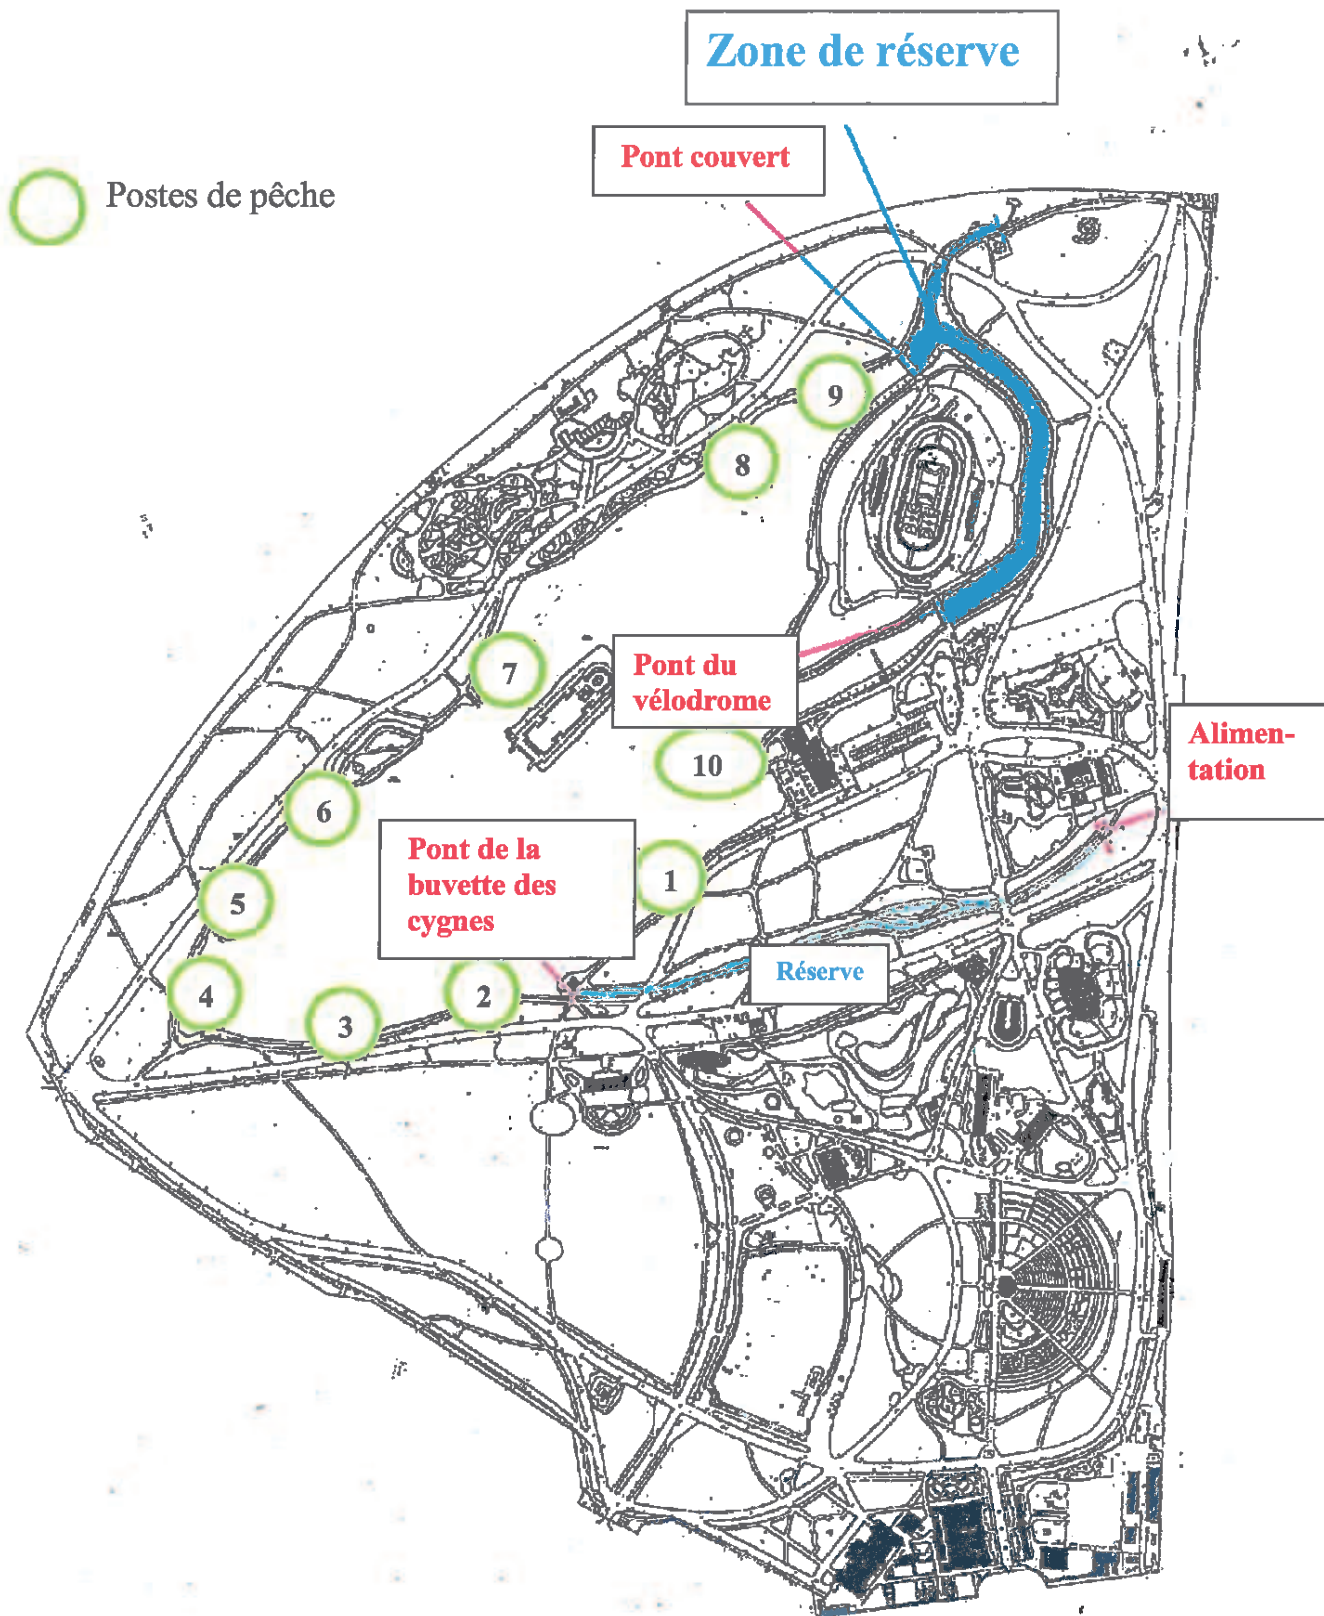 Zone de réserve
Pont couvert
Postes de pêche
9
8
7
Pont du
vélodrome
Alimen-
tation
10
6
Pont de la
buvette des
cygnes
1
5
Réserve
4
2
3